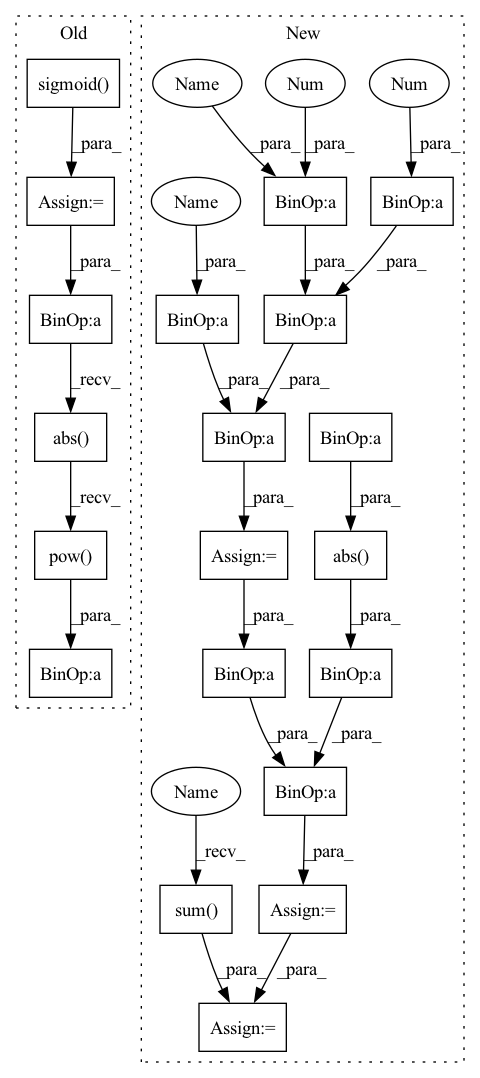 Old
New
sigmoid()
Name
Num
Num
_para_
_para_
_para_
_para_
Assign:=
Name
BinOp:a
BinOp:a
_para_
_para_
_para_
_para_
BinOp:a
BinOp:a
BinOp:a
_recv_
_para_
_para_
abs()
BinOp:a
BinOp:a
_recv_
_para_
_para_
pow()
Assign:=
abs()
_para_
_para_
_para_
BinOp:a
BinOp:a
BinOp:a
_para_
_para_
Name
BinOp:a
_recv_
_para_
sum()
Assign:=
_para_
_para_
Assign:=